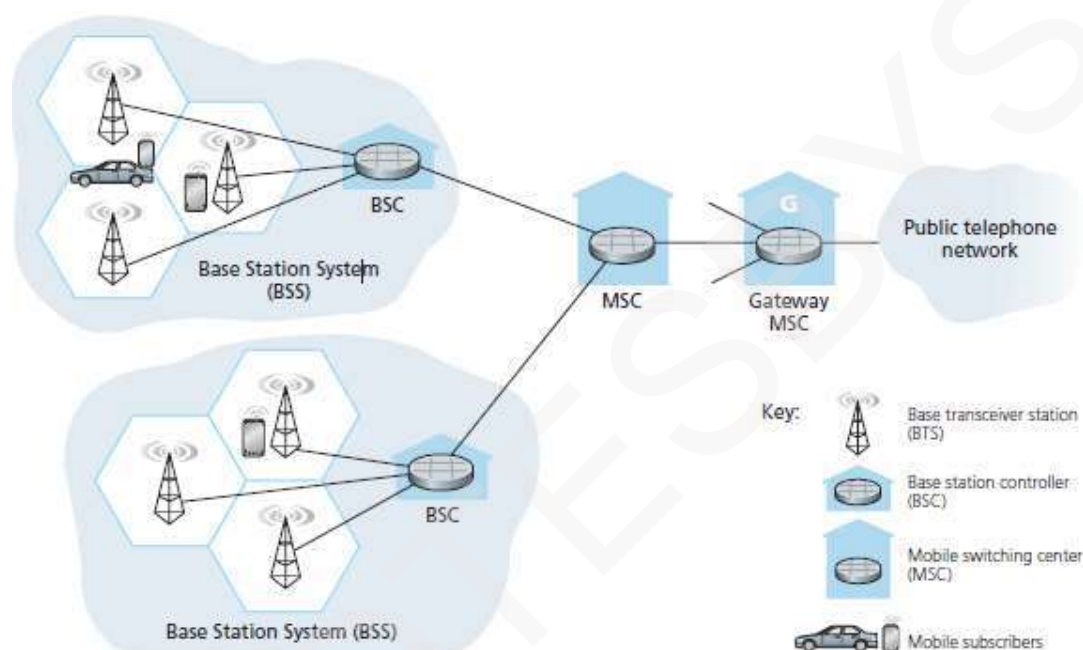 BSC
Base Station System
(BSS)
MSC
G
Gateway
MSC
Public telephone
network
BSC
Base Station System (BSS)
Key:
Base transceiver station
(BTS)
Base station controller
(BSC)
Mobile switching center
(MSC)
Mobile subscribers